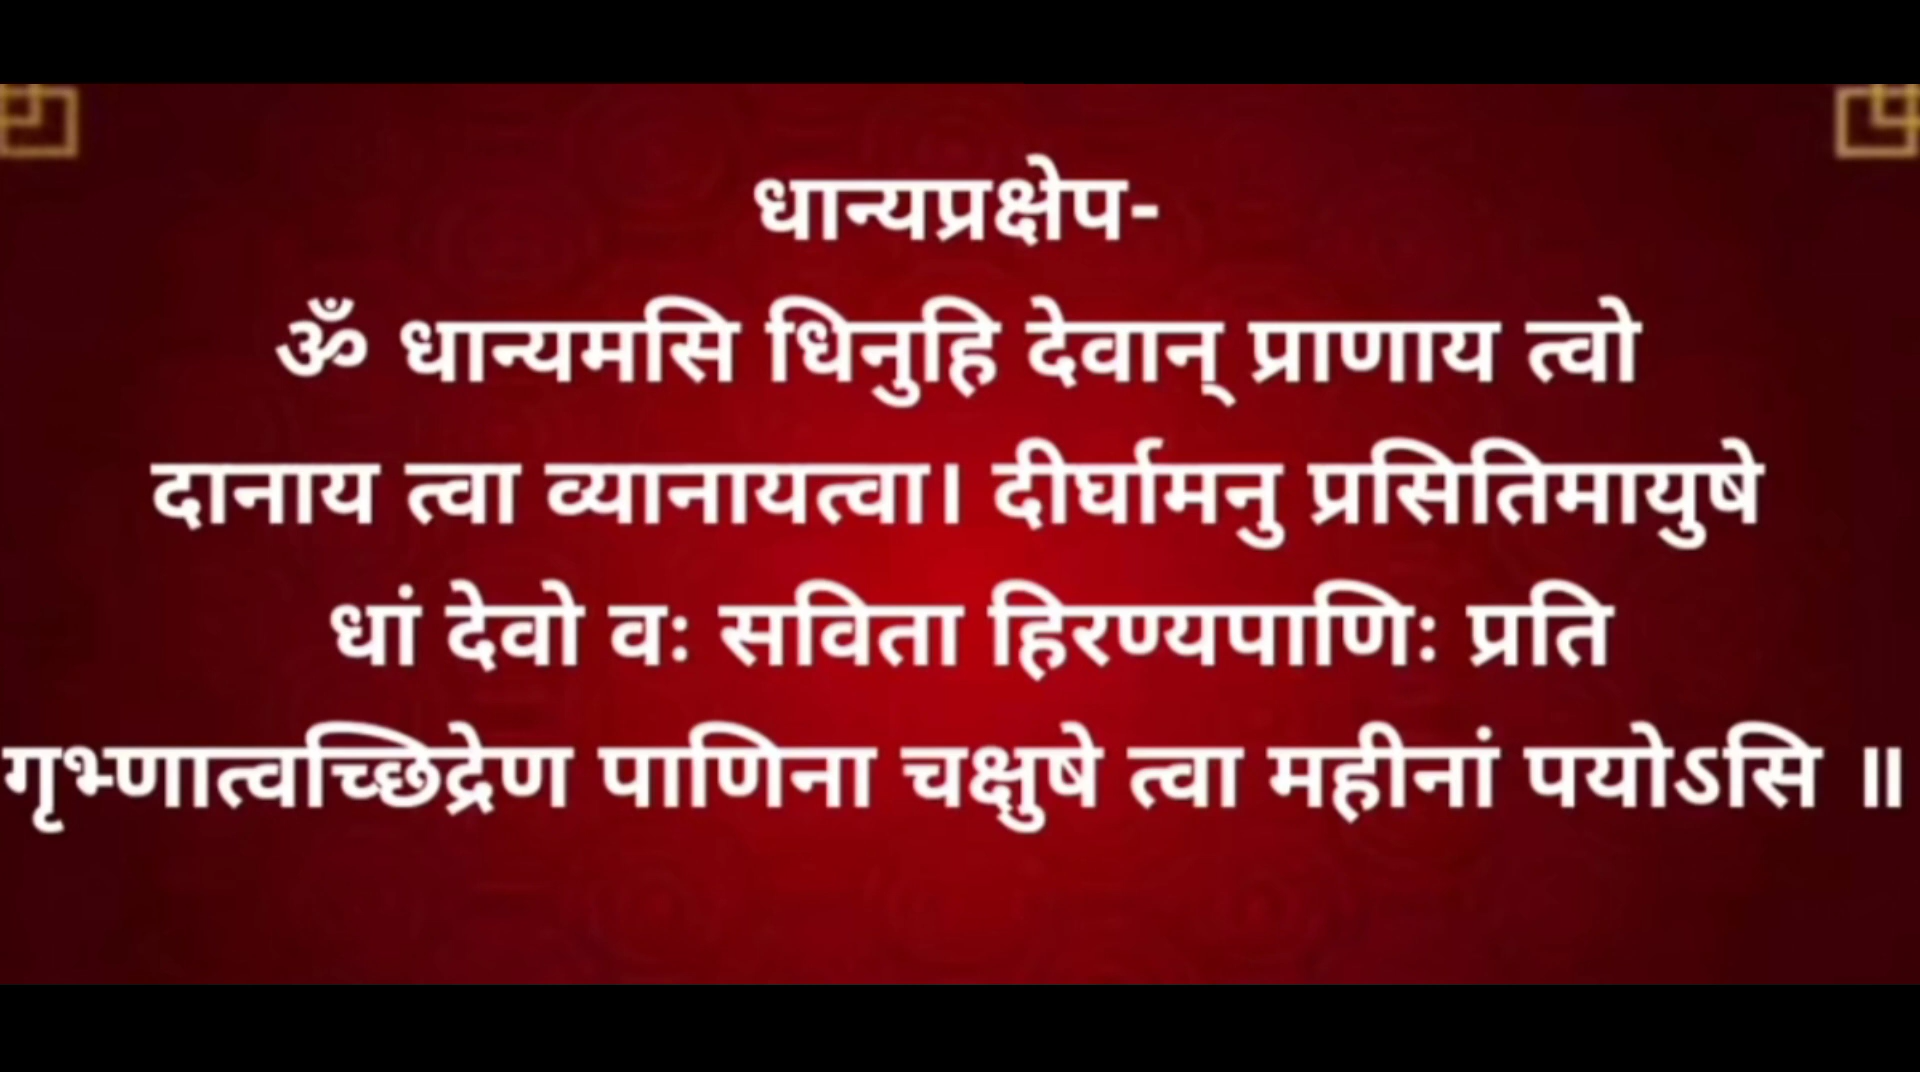 धान्यप्रक्षेप-
ॐ धान्यमसि धिनुहि देवान् प्राणाय त्वो
दानाय त्वा व्यानायत्वा। दीर्घामनु प्रसितिमायुषे
धां देवो वः सविता हिरण्यपाणिः प्रति
गृभ्णात्वच्छिद्रेण पाणिना चक्षुषे त्वा महीनां पयोऽसि ॥